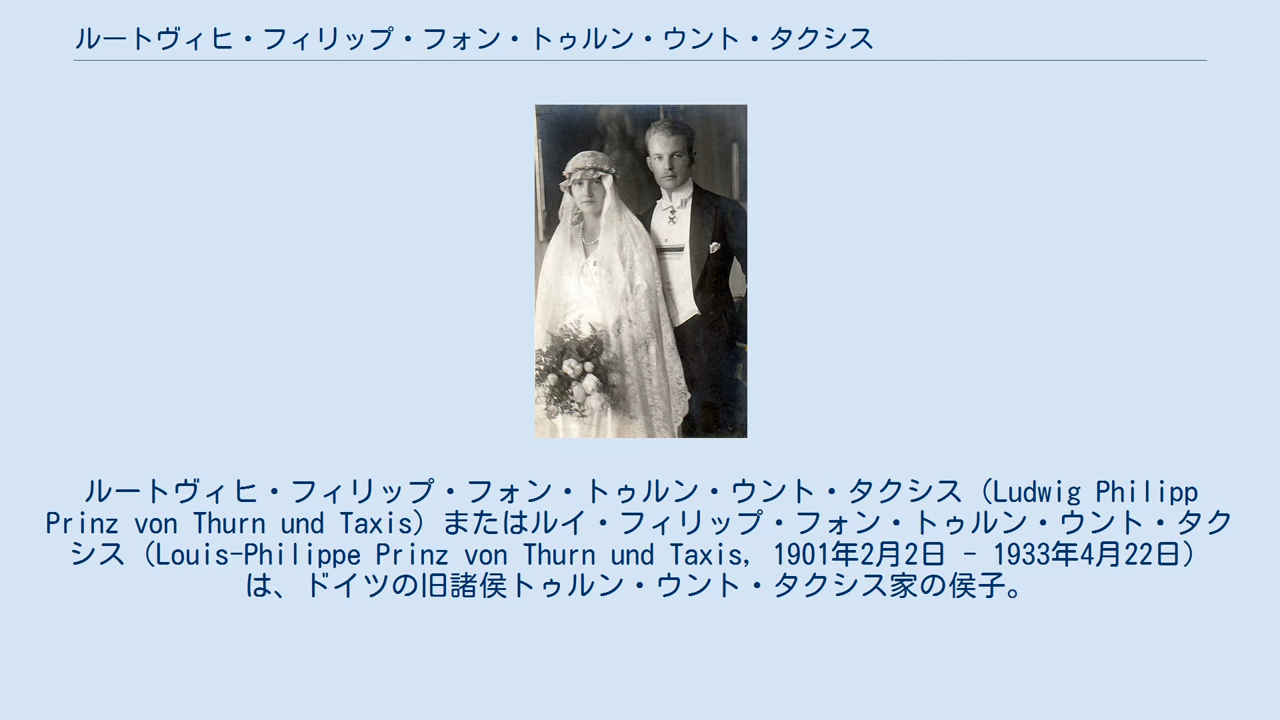 ルートヴィヒ・フィリップ・フォン・トゥルン・ウント・タクシス
ルートヴィヒ・フィリップ・フォン・トゥルン・ウント・タクシス（Ludwig Philipp
Prinz von Thurn und Taxis）またはルイ・フィリップ・フォン・トゥルン・ウント・タク
シス（Louis-Philippe Prinz von Thurn und Taxis, 1901年2月2日 - 1933年4月22日）
は、ドイツの旧諸侯トゥルン・ウント・タクシス家の侯子。